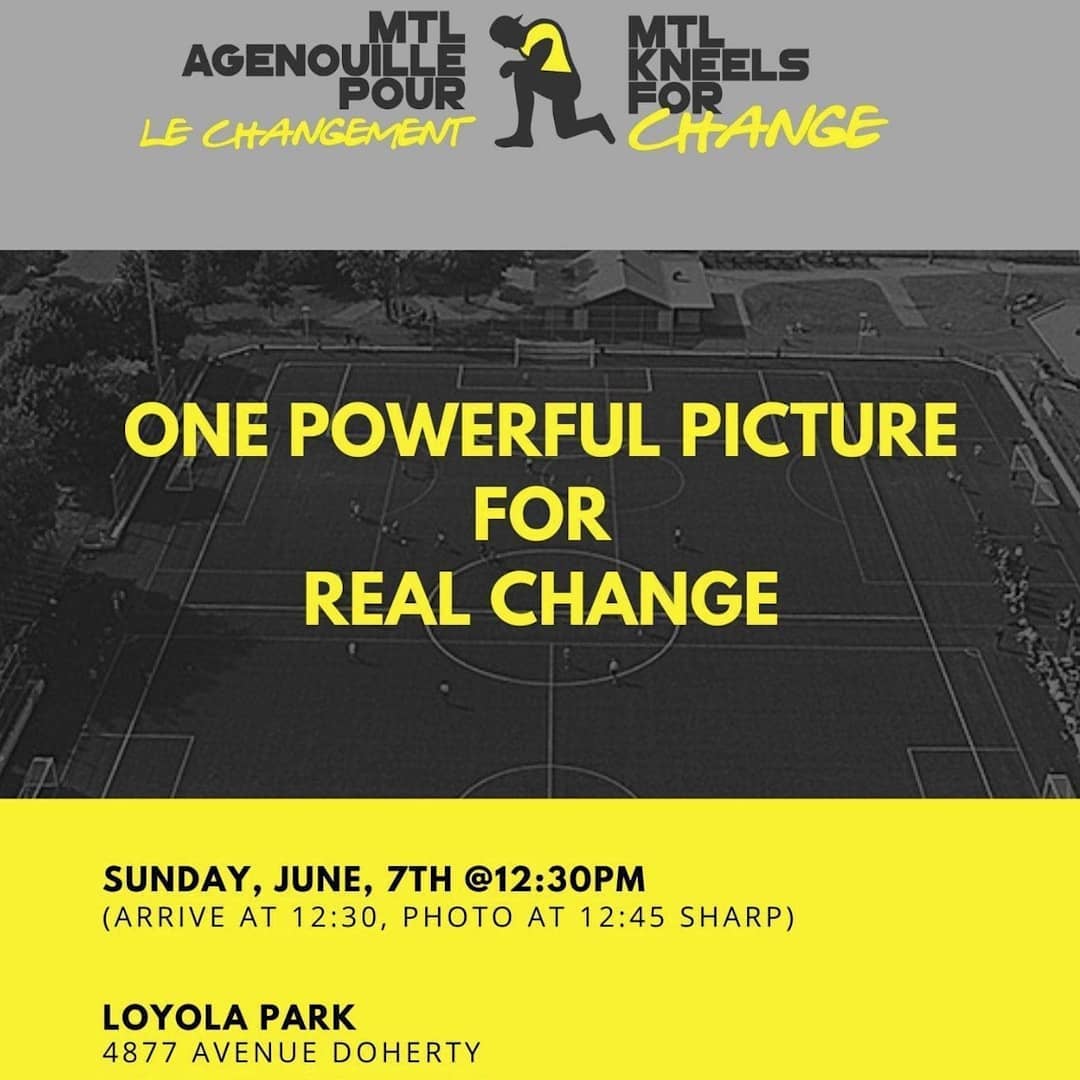 MTL
AGENOUILLE
POUR
LE CHANGEMENT
MTL
KNEELS
FOR
CHANGE
ONE POWERFUL PICTURE
FOR
REAL CHANGE
SUNDAY, JUNE, 7TH @12:30PM
(ARRIVE AT 12:30, PHOTO AT 12:45 SHARP)
LOYOLA PARK
4877 AVENUE DOHERTY